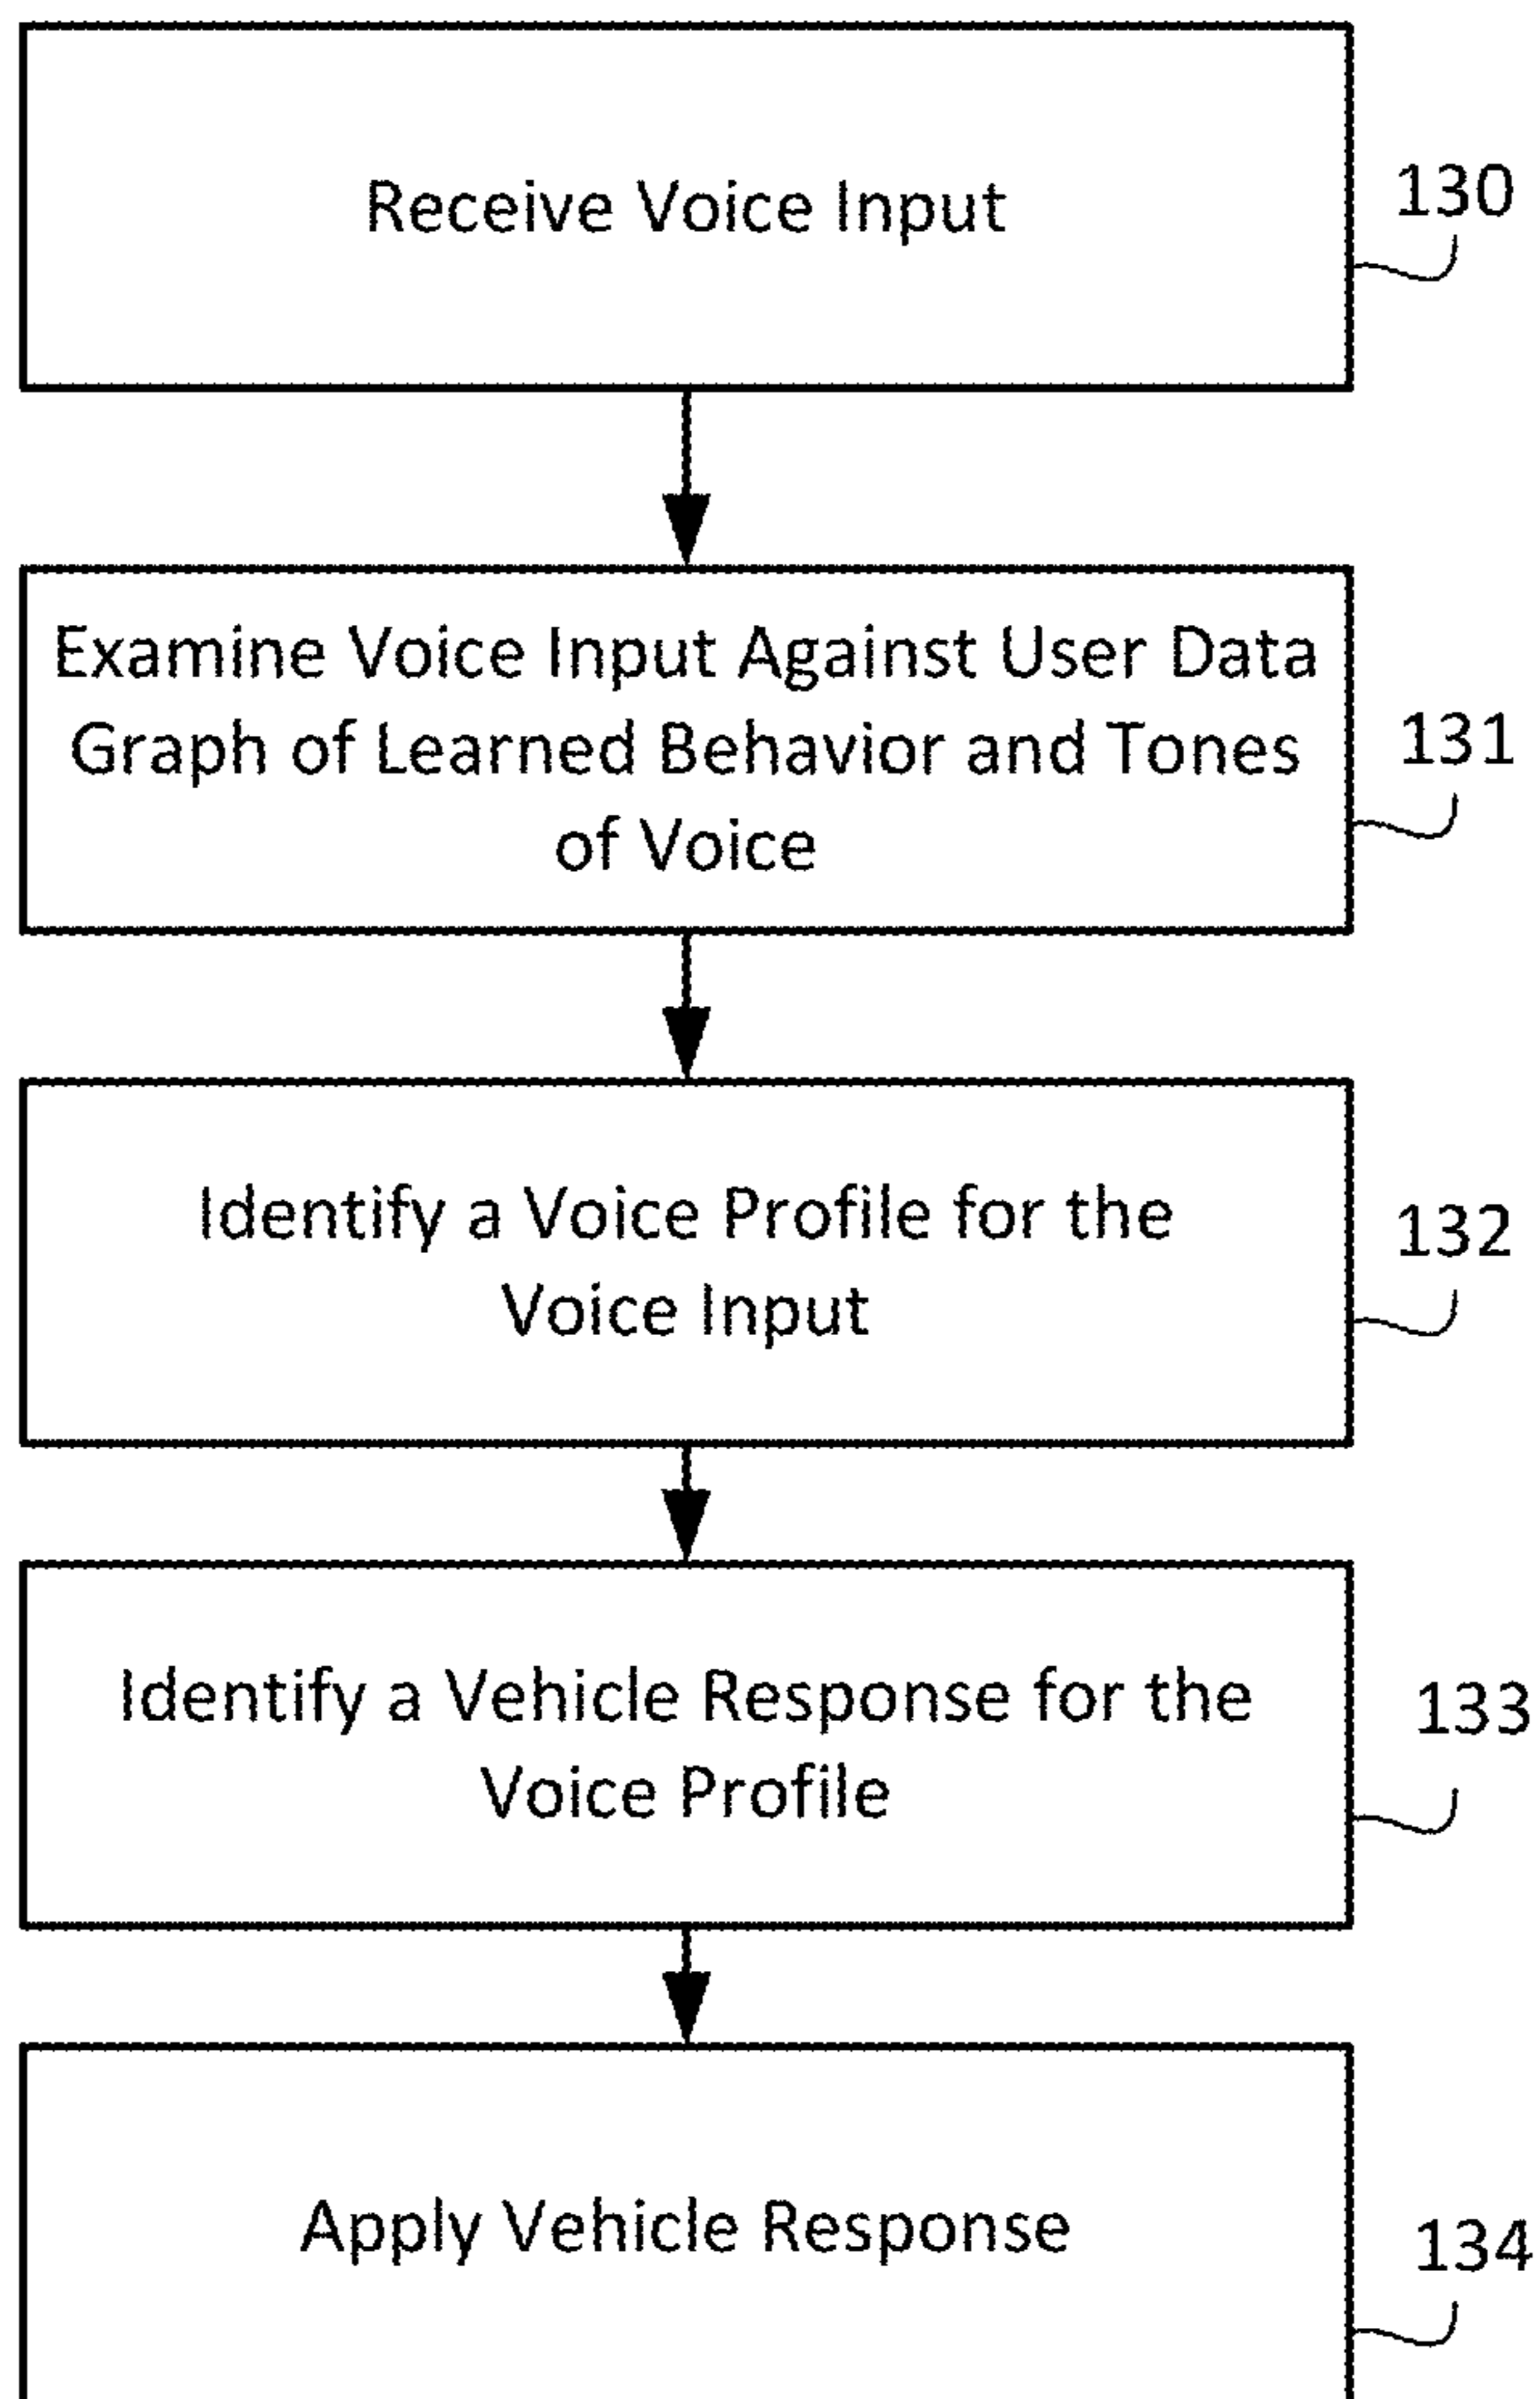 Receive Voice Input
130
Examine Voice Input Against User Data
Graph of Learned Behavior and Tones
of Voice
131
Identify a Voice Profile for the
Voice Input
132
Identify a Vehicle Response for the
Voice Profile
133
Apply Vehicle Response
134